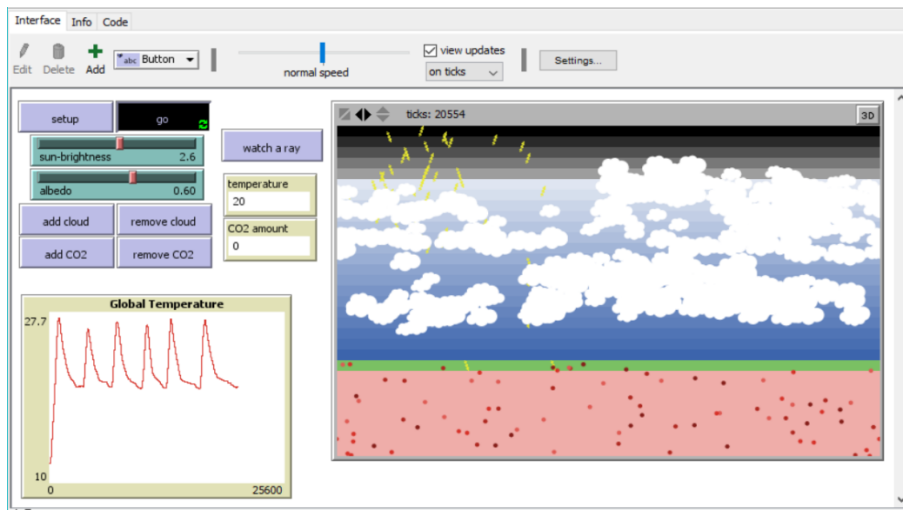 Interface Info Code
Edit Delete Add abc Button normal speed view updates on ticks Settings...
setup go
ticks: 20554 3D
sun-brightness 2.6
watch a ray
albedo 0.60
temperature
20
add cloud remove cloud
CO2 amount
0
add CO2 remove CO2
Global Temperature
27.7
10
0 25600